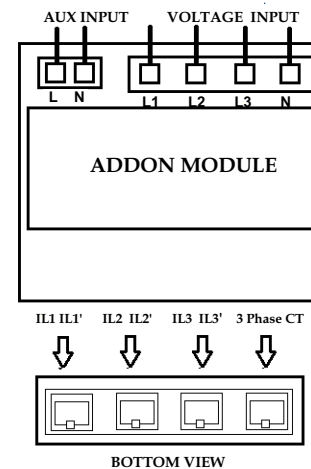 AUX INPUT VOLTAGE INPUT
L N L1 L2 L3 N
ADDON MODULE
IL1 IL1' IL2 IL2' IL3 IL3' 3 Phase CT
BOTTOM VIEW